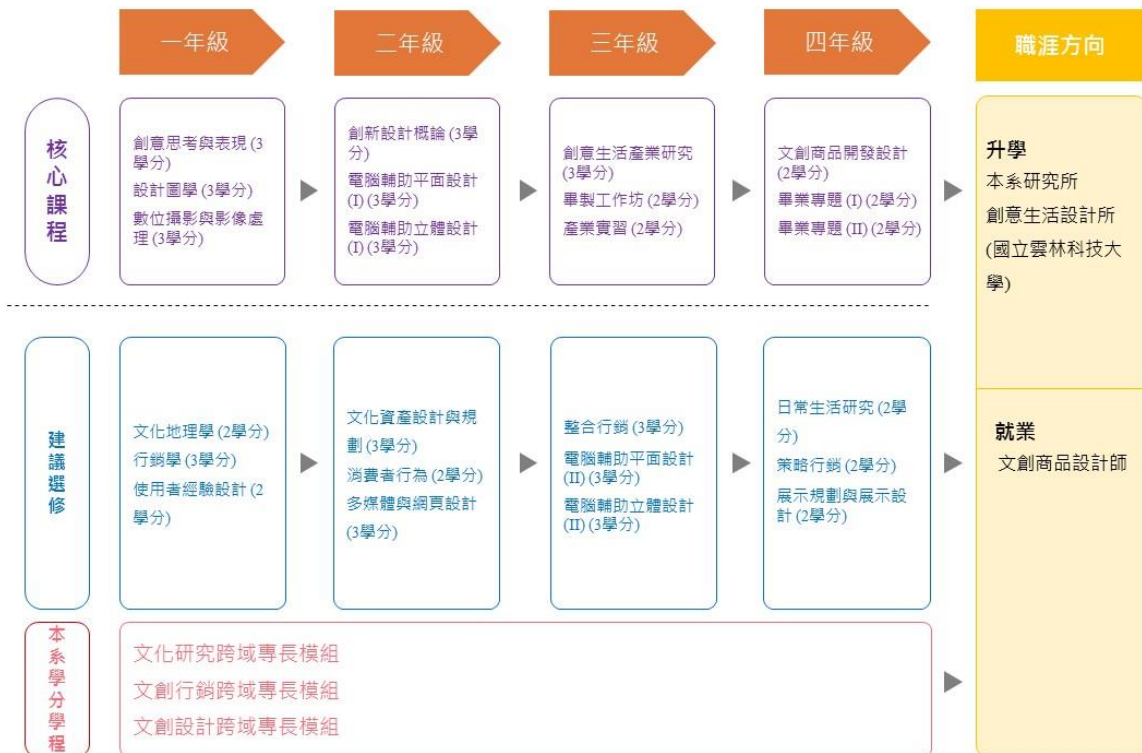 一年級
二年級
三年級
四年級
職涯方向
核心課程
創意思考與表現 (3
學分)
設計圖學 (3學分)
數位攝影與影像處
理 (3學分)
創新設計概論 (3學
分)
電腦輔助平面設計
(I) (3學分)
電腦輔助立體設計
(I) (3學分)
創意生活產業研究
(3學分)
畢製工作坊 (2學分)
產業實習 (2學分)
文創商品開發設計
(2學分)
畢業專題 (I) (2學分)
畢業專題 (II) (2學分)
升學
本系研究所
創意生活設計所
(國立雲林科技大
學)
建議選修
文化地理學 (2學分)
行銷學 (3學分)
使用者經驗設計 (2
學分)
文化資產設計與規
劃 (3學分)
消費者行為 (2學分)
多媒體與網頁設計
(3學分)
整合行銷 (3學分)
電腦輔助平面設計
(II) (3學分)
電腦輔助立體設計
(II) (3學分)
日常生活研究 (2學
分)
策略行銷 (2學分)
展示規劃與展示設
計 (2學分)
就業
文創商品設計師
本系學分學程
文化研究跨域專長模組
文創行銷跨域專長模組
文創設計跨域專長模組